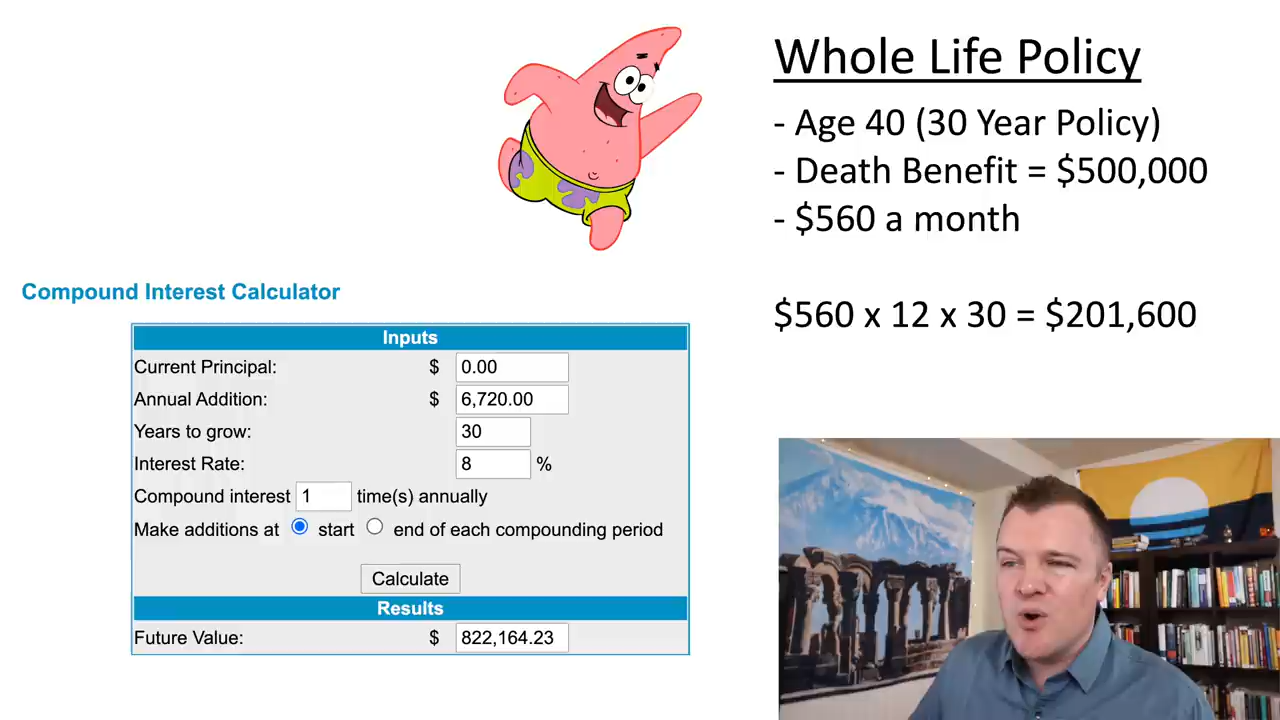 Whole Life Policy
- Age 40 (30 Year Policy)
- Death Benefit = $500,000
- $560 a month
$560 x 12 x 30 = $201,600
Compound Interest Calculator
Inputs
Current Principal: $ 0.00
Annual Addition: $ 6,720.00
Years to grow: 30
Interest Rate: 8 %
Compound interest 1 time(s) annually
Make additions at start end of each compounding period
Calculate
Results
Future Value: $ 822,164.23